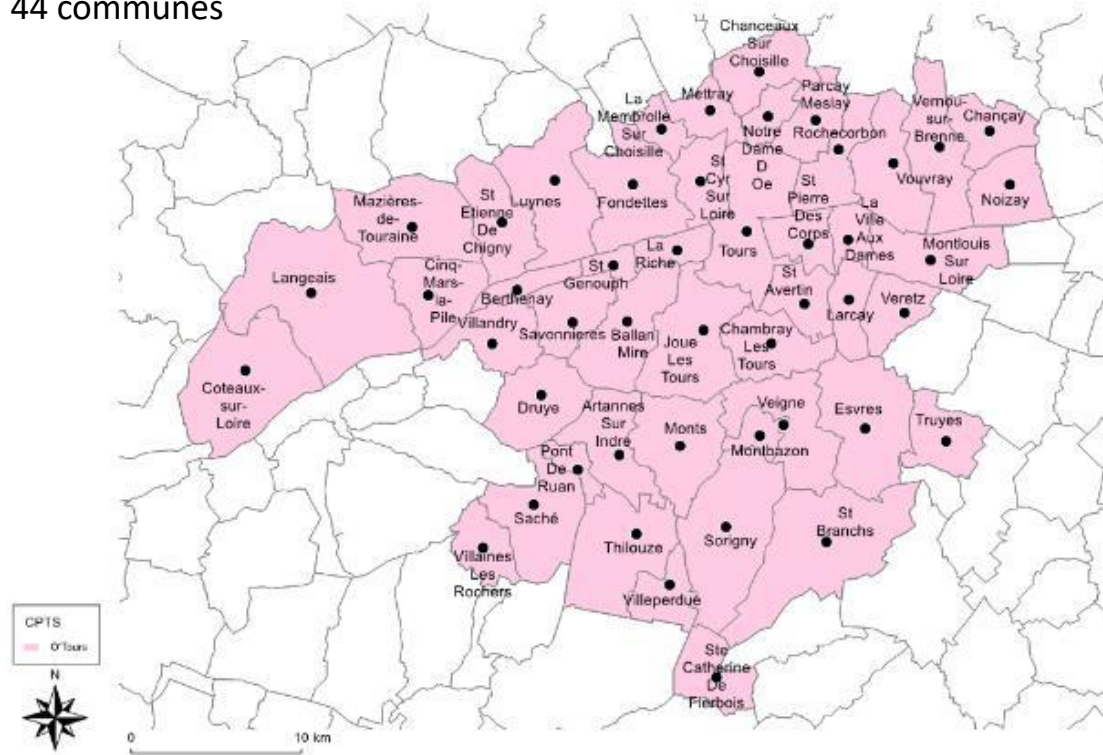 44 communes
Chanceaux
Sur
Choisille
Mettray
Parcay
Meslay
La
Membrolle
Sur
Choisille
Notre
Dame
D
Oe
Rochecorbon
Vernou-
sur-
Brenne
Chançay
Vouvray
Noizay
St
Cyr
Sur
Loire
Fondettes
Luynes
St
Etienne
De
Chigny
Mazières-
de-
Touraine
St
Pierre
Des
Corps
La
Ville
Aux
Dames
Montlouis
Sur
Loire
Tours
La
Riche
St
Genouph
Langeais
Cinq-
Mars-
la-
Pile
Berthenay
Villandry
Savonnieres
Ballan
Mire
Joue
Les
Tours
Chambray
Les
Tours
St
Avertin
Larcay
Veretz
Coteaux-
sur-
Loire
Druye
Artannes
Sur
Indre
Monts
Veigne
Montbazon
Esvres
Truyes
Pont
De
Ruan
Saché
Villaines
Les
Rochers
Thilouze
Villeperdue
Sorigny
St
Branchs
Ste
Catherine
De
Fierbois
CPTS
O'Tours
N
0 10 km